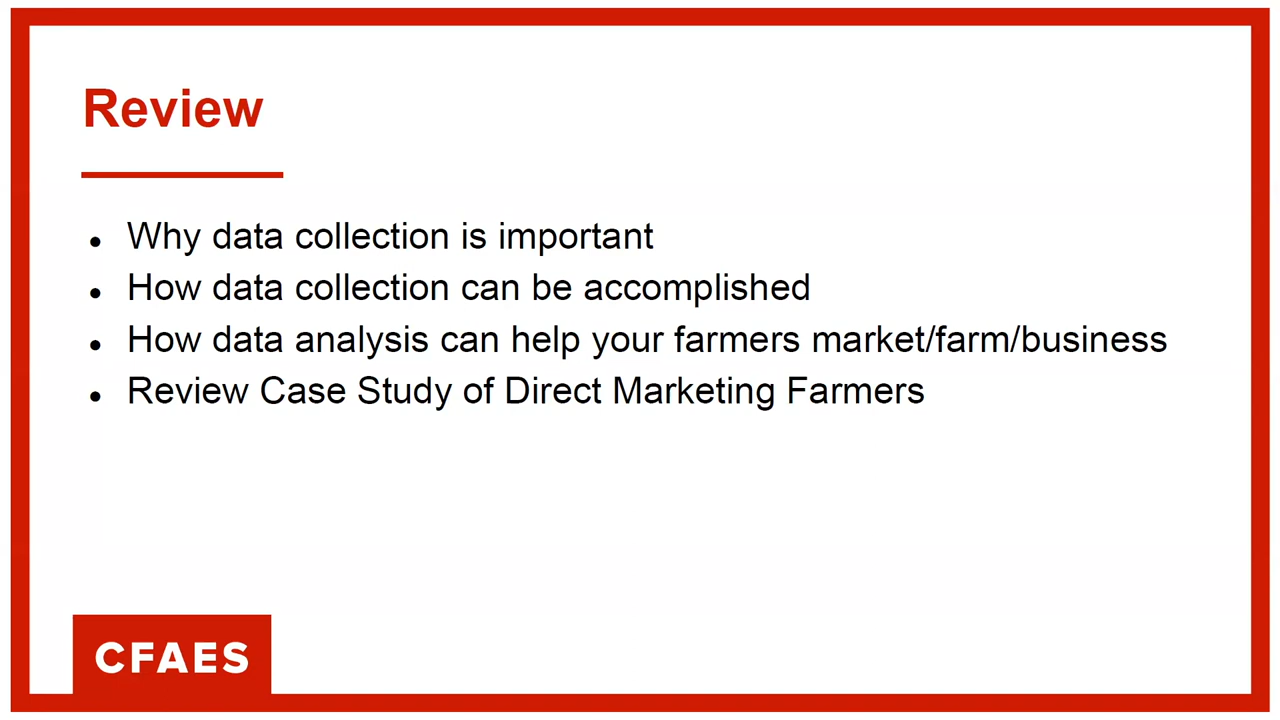 Review
• Why data collection is important
• How data collection can be accomplished
• How data analysis can help your farmers market/farm/business
• Review Case Study of Direct Marketing Farmers
CFAES